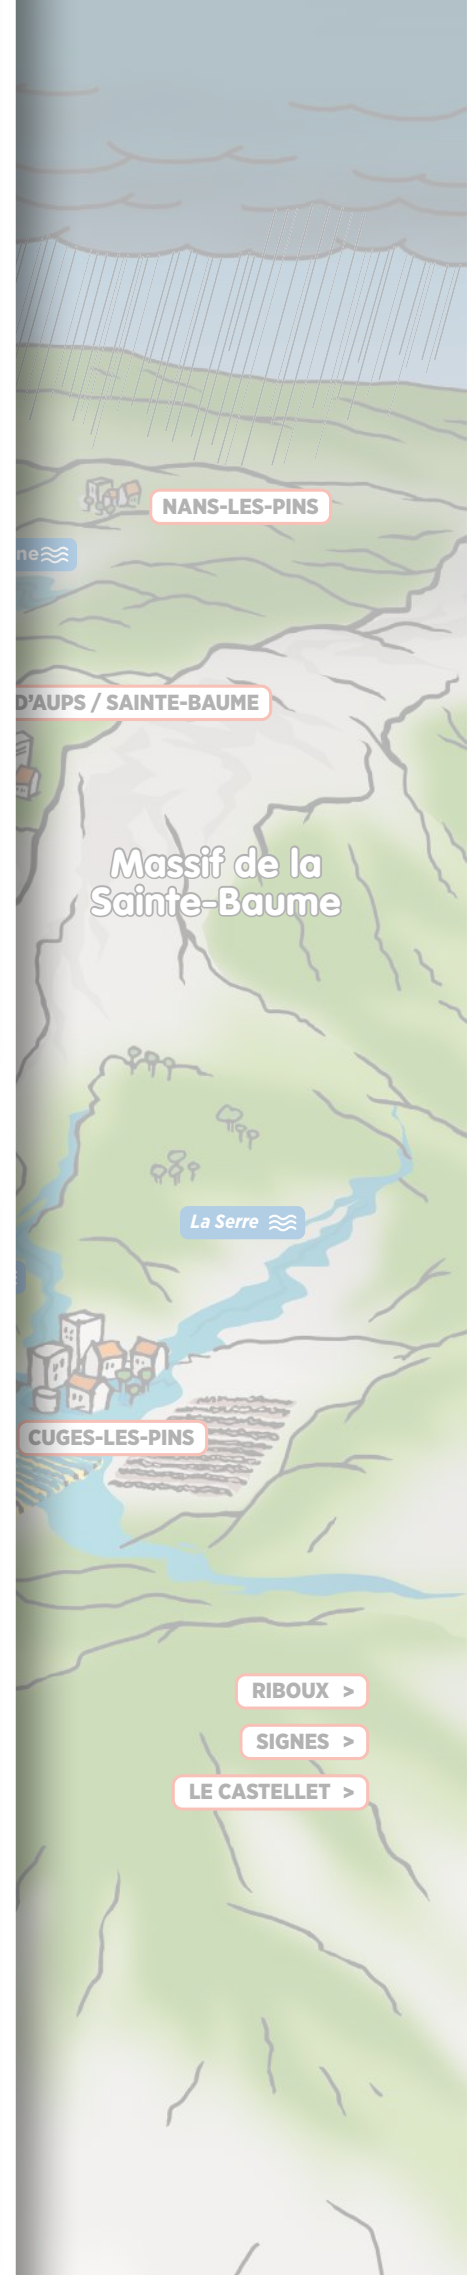 NANS-LES-PINS
ne
D'AUPS / SAINTE-BAUME
Massif de la
Sainte-Baume
La Serre
CUGES-LES-PINS
RIBOUX >
SIGNES >
LE CASTELLET >